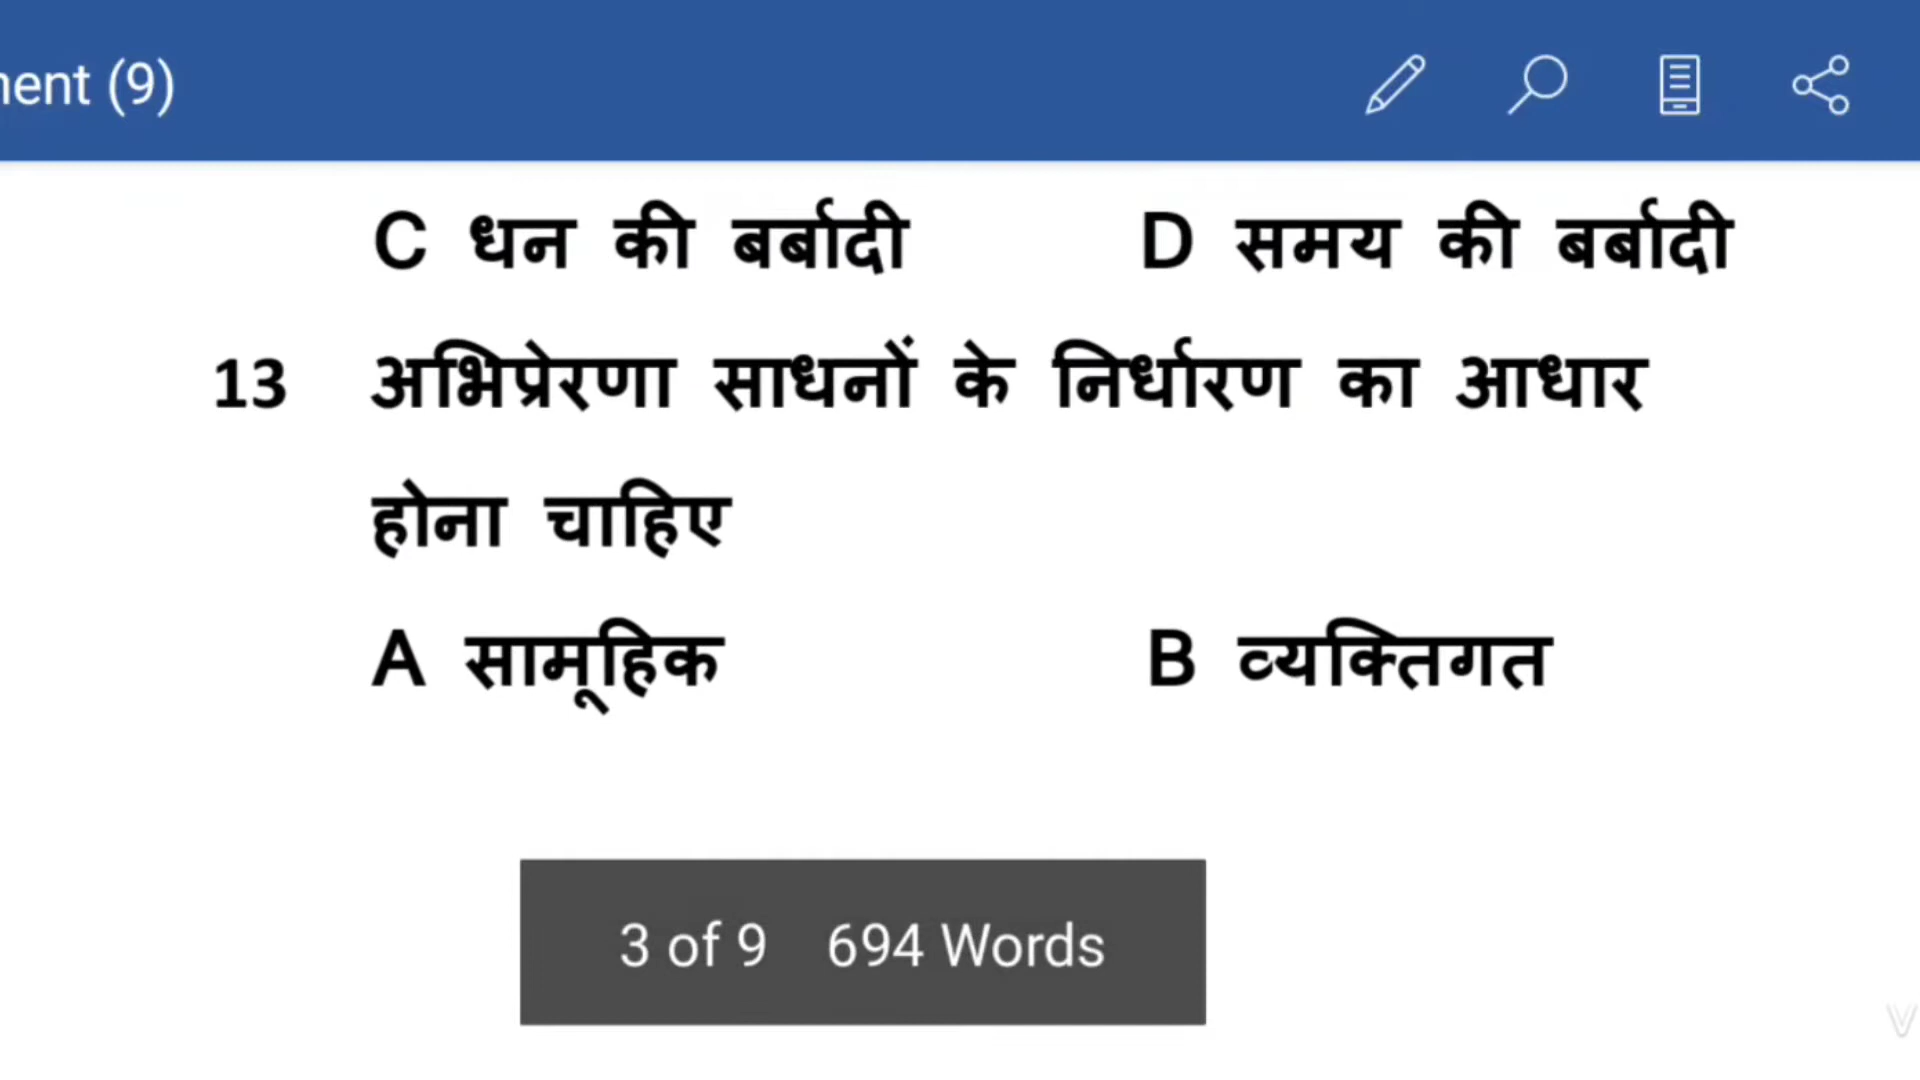 nent (9)
C धन की बर्बादी D समय की बर्बादी
13 अभिप्रेरणा साधनों के निर्धारण का आधार
होना चाहिए
A सामूहिक B व्यक्तिगत
3 of 9 694 Words
V